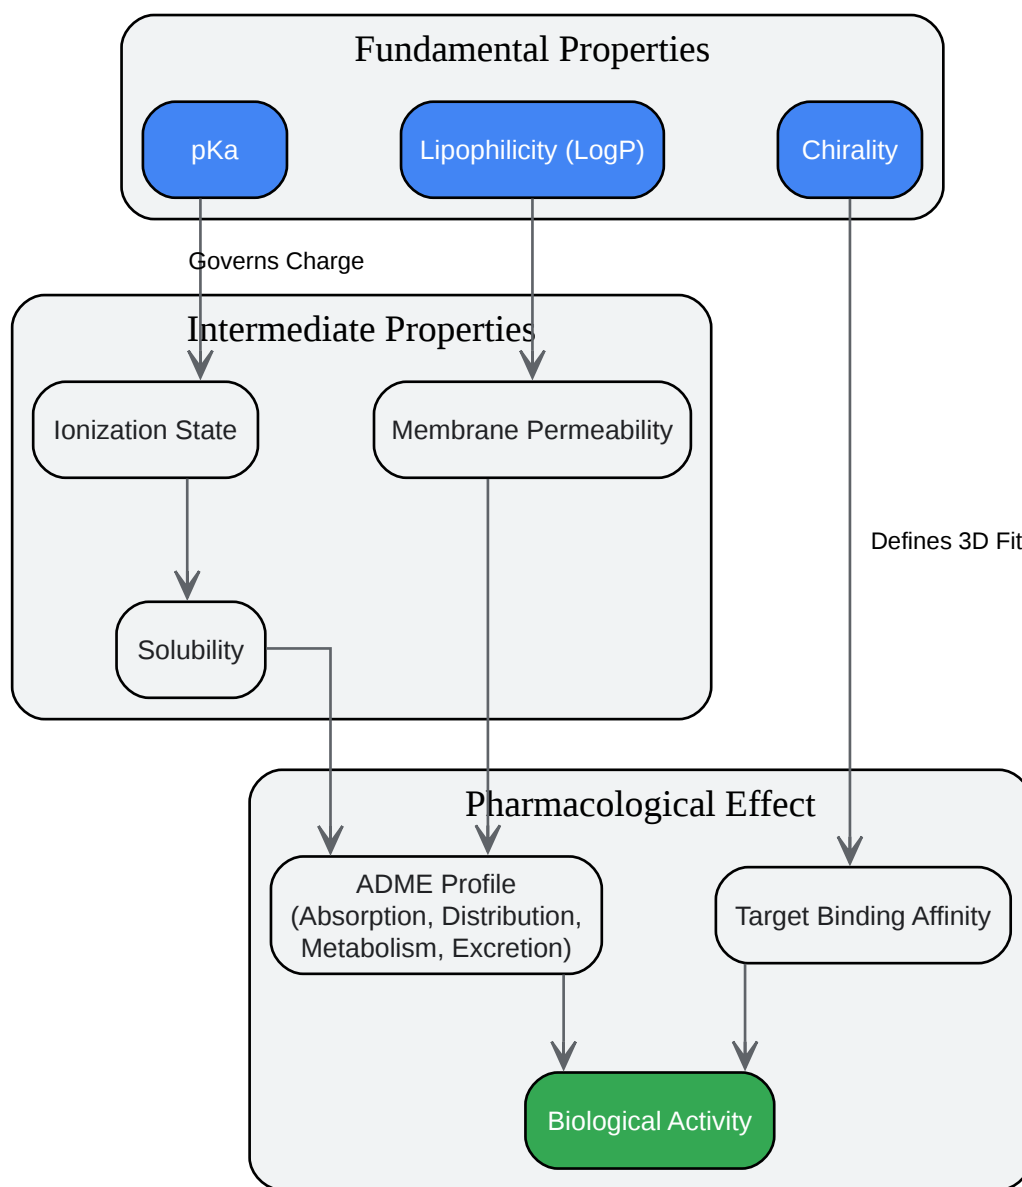 Fundamental Properties
pKa
Lipophilicity (LogP)
Chirality
Governs Charge
Intermediate Properties
Ionization State
Membrane Permeability
Defines 3D Fit
Solubility
Pharmacological Effect
ADME Profile
(Absorption, Distribution,
Metabolism, Excretion)
Target Binding Affinity
Biological Activity